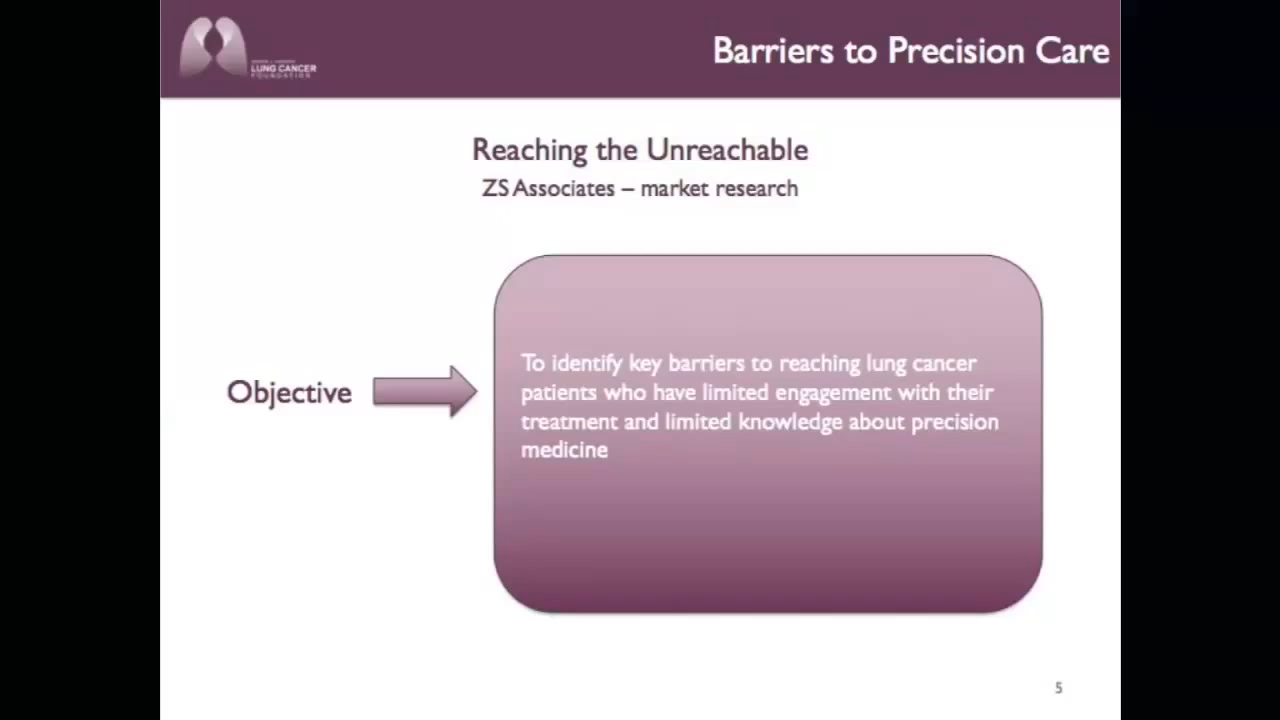 Barriers to Precision Care
LUNG CANCER
FOUNDATION
Reaching the Unreachable
ZS Associates – market research
Objective
To identify key barriers to reaching lung cancer
patients who have limited engagement with their
treatment and limited knowledge about precision
medicine
5